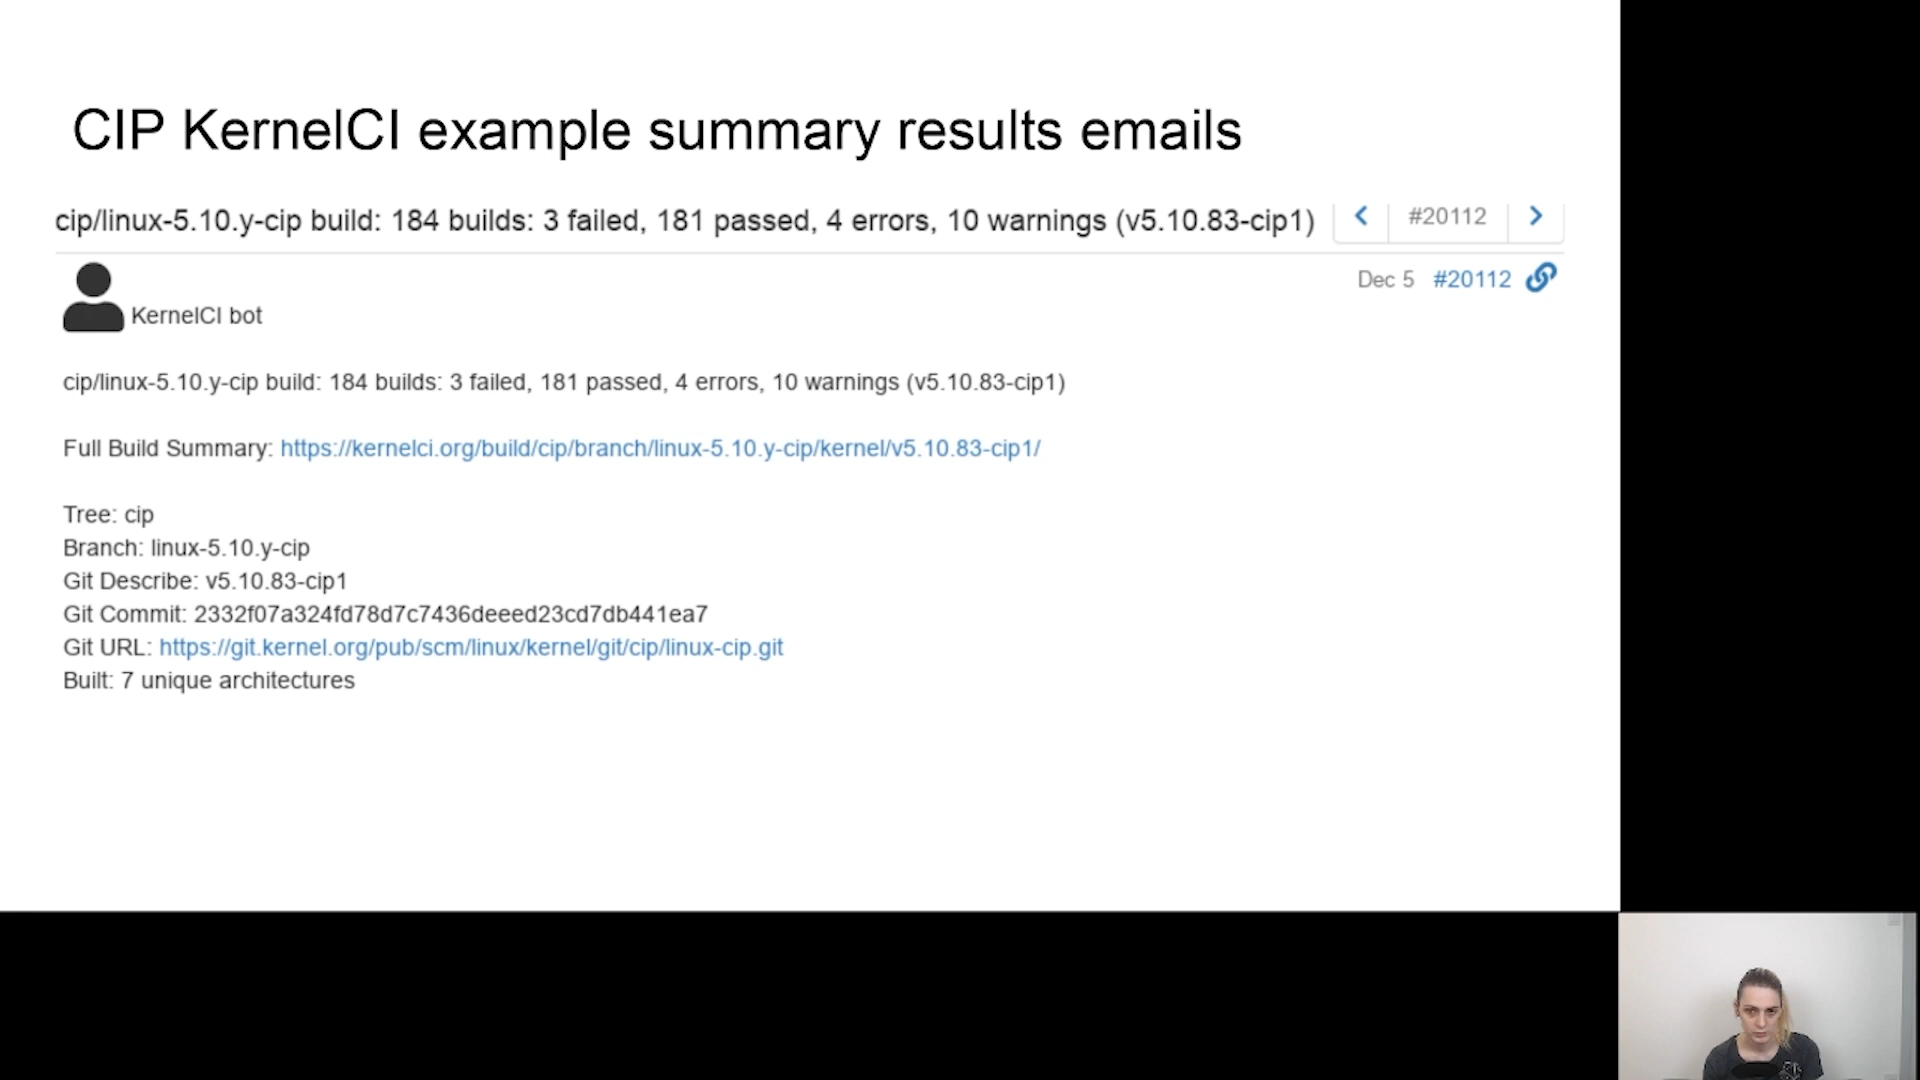 CIP KernelCI example summary results emails
cip/linux-5.10.y-cip build: 184 builds: 3 failed, 181 passed, 4 errors, 10 warnings (v5.10.83-cip1)
#20112
Dec 5 #20112
KernelCI bot
cip/linux-5.10.y-cip build: 184 builds: 3 failed, 181 passed, 4 errors, 10 warnings (v5.10.83-cip1)
Full Build Summary: https://kernelci.org/build/cip/branch/linux-5.10.y-cip/kernel/v5.10.83-cip1/
Tree: cip
Branch: linux-5.10.y-cip
Git Describe: v5.10.83-cip1
Git Commit: 2332f07a324fd78d7c7436deeed23cd7db441ea7
Git URL: https://git.kernel.org/pub/scm/linux/kernel/git/cip/linux-cip.git
Built: 7 unique architectures